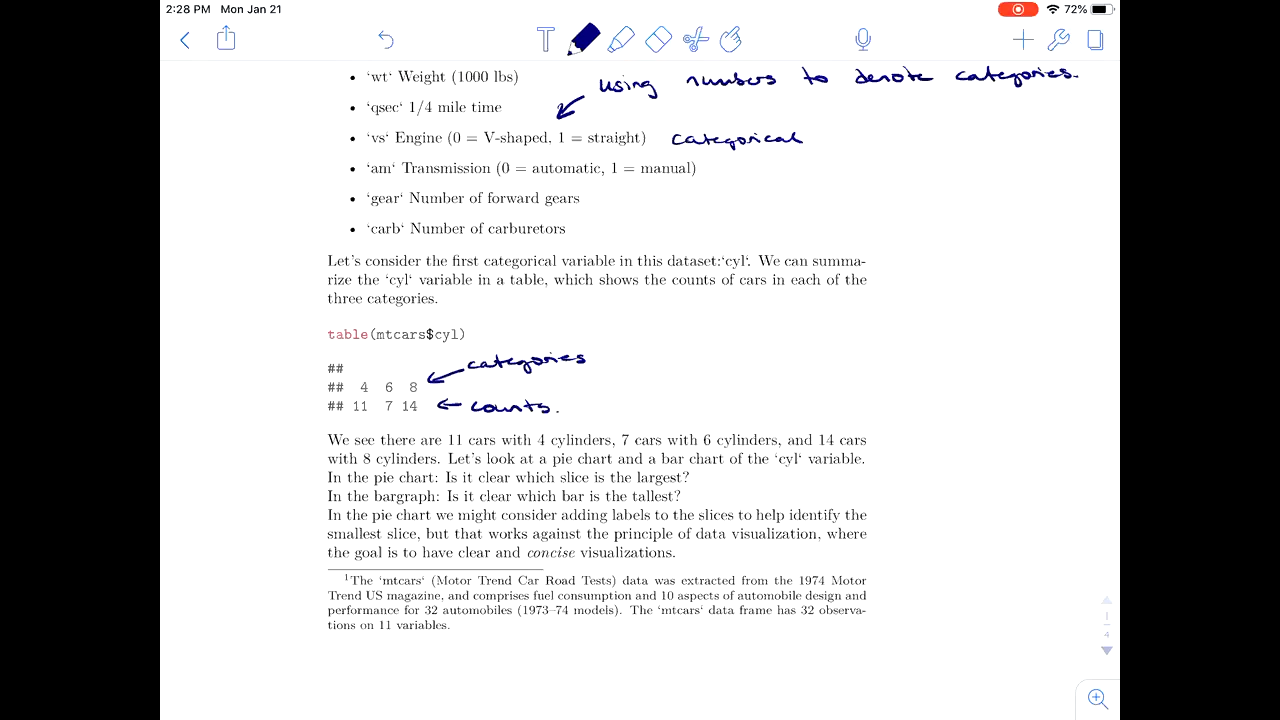 2:28 PM Mon Jan 21
72%
• ‘wt‘ Weight (1000 lbs)
using numbers to denote categories.
• ‘qsec‘ 1/4 mile time
• ‘vs‘ Engine (0 = V-shaped, 1 = straight) categorical
• ‘am‘ Transmission (0 = automatic, 1 = manual)
• ‘gear‘ Number of forward gears
• ‘carb‘ Number of carburetors
Let's consider the first categorical variable in this dataset:‘cyl‘. We can summa-
rize the ‘cyl‘ variable in a table, which shows the counts of cars in each of the
three categories.
table(mtcars$cyl)
categories
##
## 4 6 8
## 11 7 14 counts.
We see there are 11 cars with 4 cylinders, 7 cars with 6 cylinders, and 14 cars
with 8 cylinders. Let's look at a pie chart and a bar chart of the ‘cyl‘ variable.
In the pie chart: Is it clear which slice is the largest?
In the bargraph: Is it clear which bar is the tallest?
In the pie chart we might consider adding labels to the slices to help identify the
smallest slice, but that works against the principle of data visualization, where
the goal is to have clear and concise visualizations.
1The ‘mtcars‘ (Motor Trend Car Road Tests) data was extracted from the 1974 Motor
Trend US magazine, and comprises fuel consumption and 10 aspects of automobile design and
performance for 32 automobiles (1973–74 models). The ‘mtcars‘ data frame has 32 observa-
tions on 11 variables.
1
4